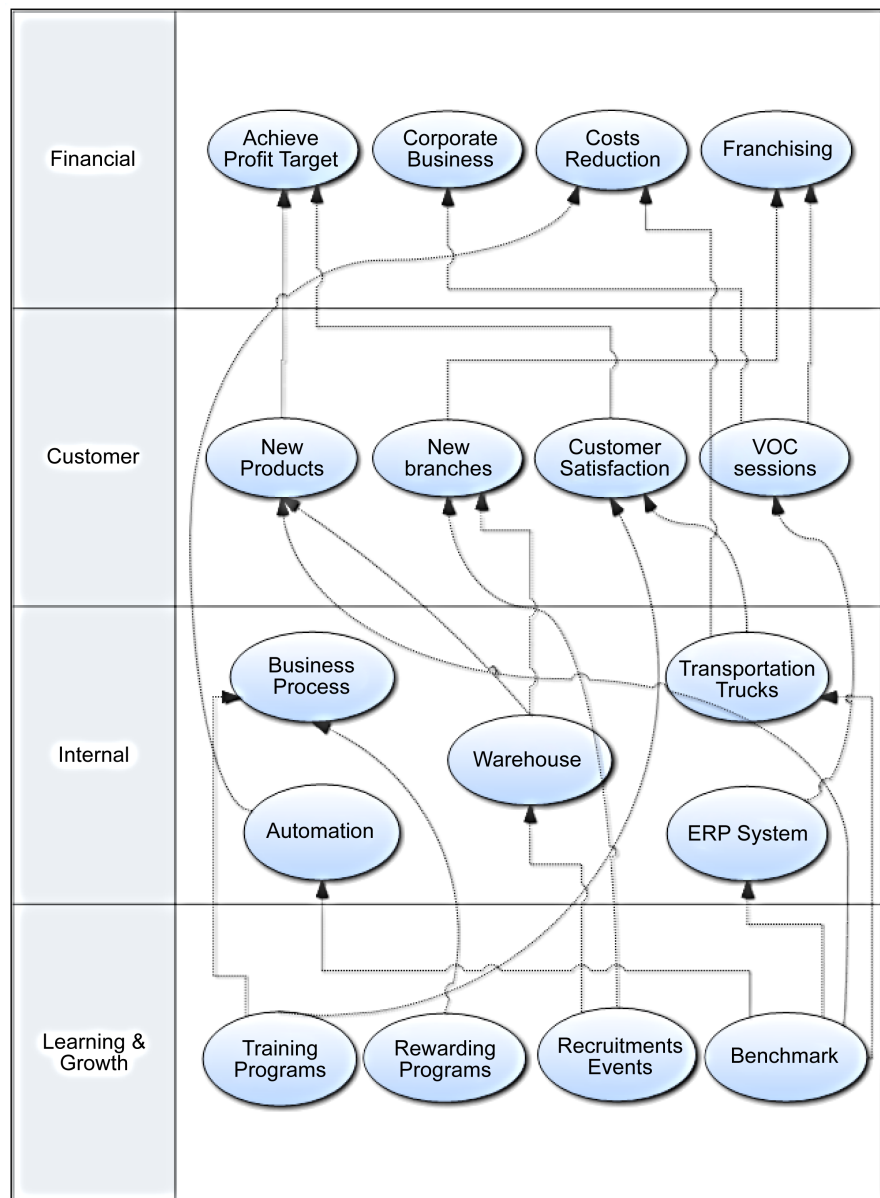 Financial
Achieve
Profit Target
Corporate
Business
Costs
Reduction
Franchising
Customer
New
Products
New
branches
Customer
Satisfaction
VOC
sessions
Internal
Business
Process
Transportation
Trucks
Warehouse
Automation
ERP System
Learning &
Growth
Training
Programs
Rewarding
Programs
Recruitments
Events
Benchmark